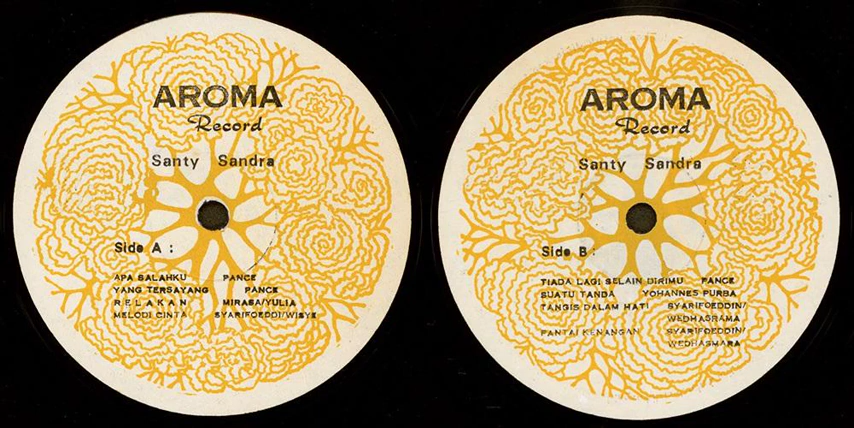 AROMA
Record
Santy Sandra
Side A :
APA SALAHKU PANCE
YANG TERSAYANG PANCE
RELAKAN MIRASA/YULIA
MELODI CINTA SYARIFOEDDI/WISYE
AROMA
Record
Santy Sandra
Side B :
TIADA LAGI SELAIN DIRIMU PANCE
SUATU TANDA YOHANNES PURBA
TANGIS DALAM HATI SYARIFOEDDIN/
WEDHASRAMA
PANTAI KENANGAN SYARIFOEDDIN/
WEDHASMARA